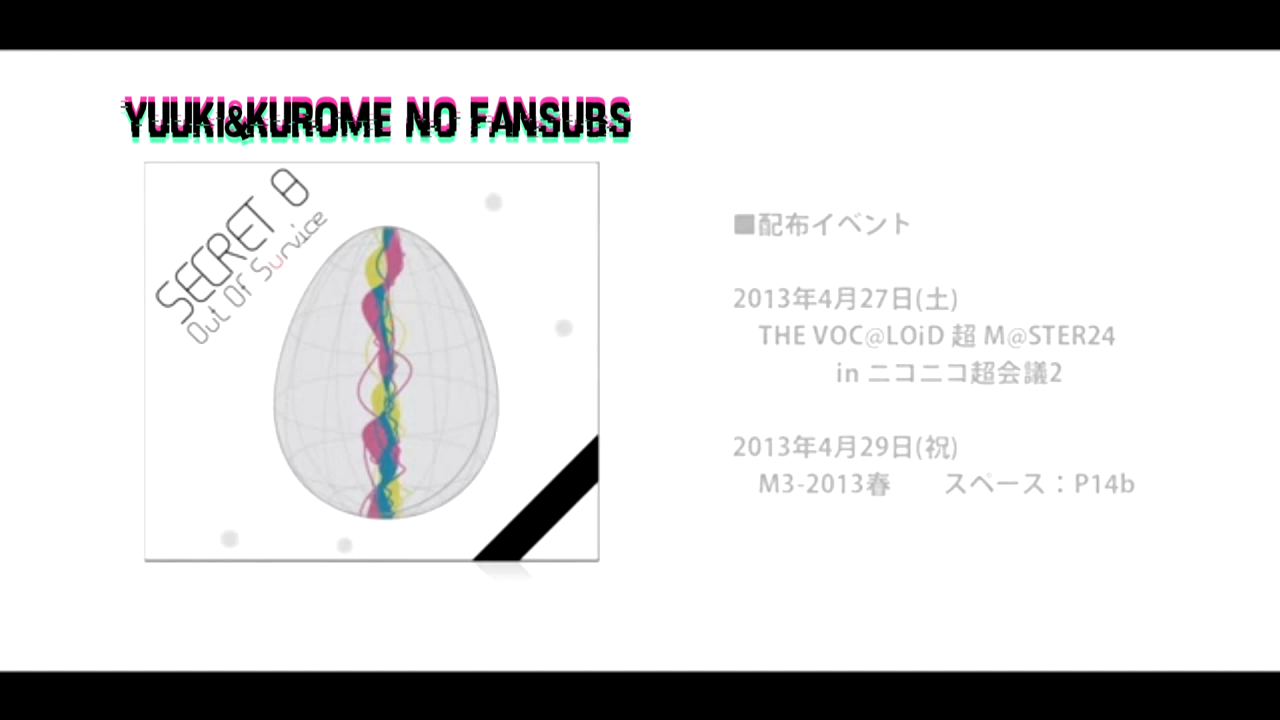 YUUKI&KUROME NO FANSUBS
SECRET 0
Out Of Survice
■配布イベント
2013年4月27日(土)
THE VOC@LOiD 超 M@STER24
in ニコニコ超会議2
2013年4月29日(祝)
M3-2013春　　スペース：P14b